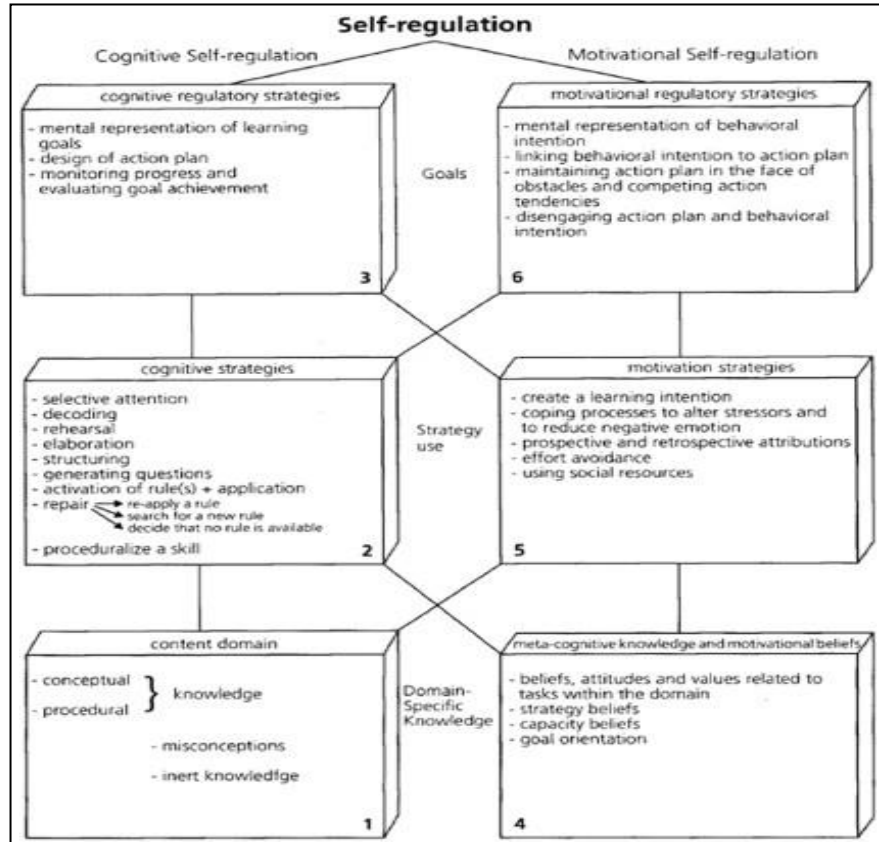 Self-regulation
Cognitive Self-regulation
Motivational Self-regulation
cognitive regulatory strategies
- mental representation of learning
goals
- design of action plan
- monitoring progress and
evaluating goal achievement
3
Goals
motivational regulatory strategies
- mental representation of behavioral
intention
- linking behavioral intention to action plan
- maintaining action plan in the face of
obstacles and competing action
tendencies
- disengaging action plan and behavioral
intention
6
cognitive strategies
- selective attention
- decoding
- rehearsal
- elaboration
- structuring
- generating questions
- activation of rule(s) + application
- repair
re-apply a rule
search for a new rule
decide that no rule is available
- proceduralize a skill
2
Strategy
use
motivation strategies
- create a learning intention
- coping processes to alter stressors and
to reduce negative emotion
- prospective and retrospective attributions
- effort avoidance
- using social resources
5
content domain
- conceptual
- procedural
} knowledge
- misconceptions
- inert knowledfge
1
Domain-
Specific
Knowledge
meta-cognitive knowledge and motivational beliefs
- beliefs, attitudes and values related to
tasks within the domain
- strategy beliefs
- capacity beliefs
- goal orientation
4